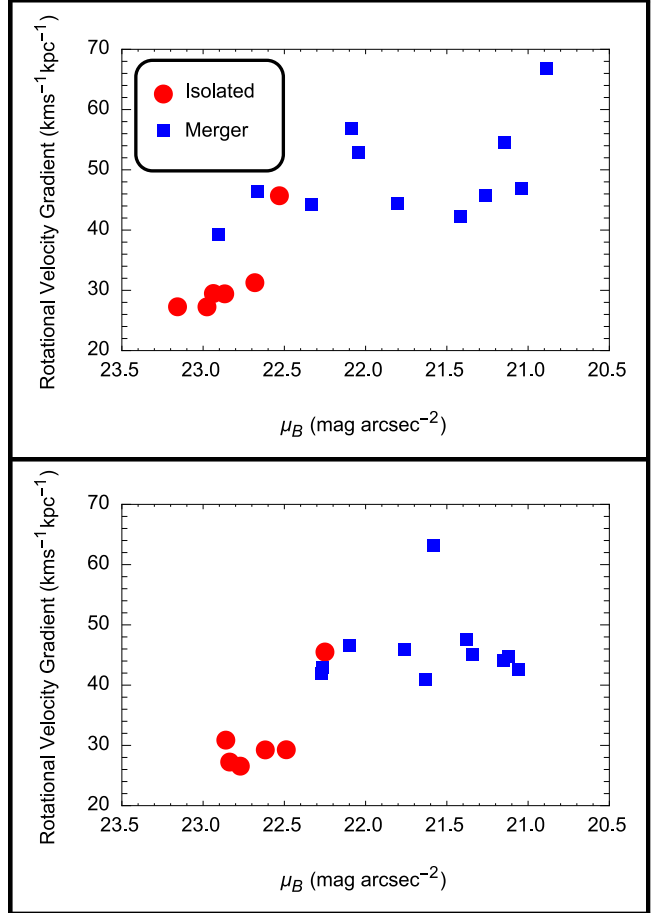 Rotational Velocity Gradient (kms⁻¹kpc⁻¹)
70
60
50
40
30
20
Isolated
Merger
23.5 23.0 22.5 22.0 21.5 21.0 20.5
μB (mag arcsec⁻²)
Rotational Velocity Gradient (kms⁻¹kpc⁻¹)
70
60
50
40
30
20
23.5 23.0 22.5 22.0 21.5 21.0 20.5
μB (mag arcsec⁻²)